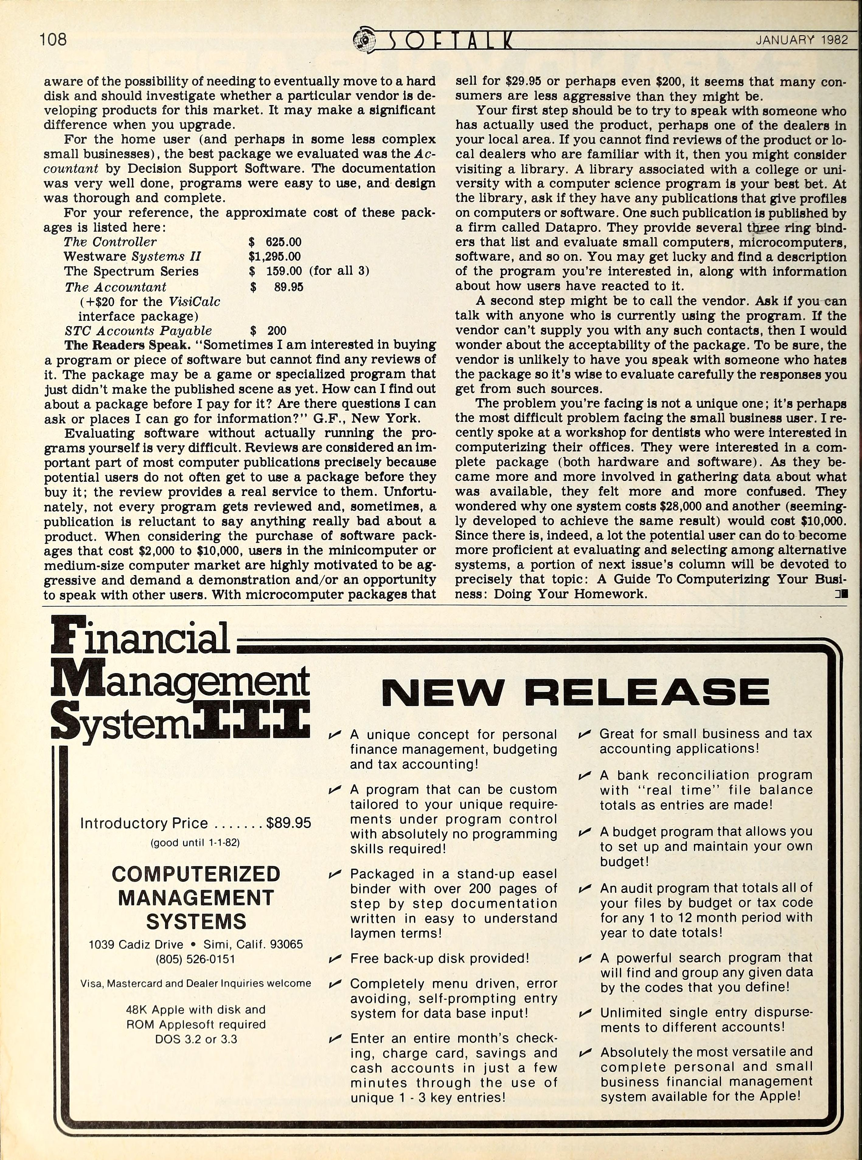 108
SOFTALK
JANUARY 1982
aware of the possibility of needing to eventually move to a hard
disk and should investigate whether a particular vendor is de-
veloping products for this market. It may make a significant
difference when you upgrade.
For the home user (and perhaps in some less complex
small businesses), the best package we evaluated was the Ac-
countant by Decision Support Software. The documentation
was very well done, programs were easy to use, and design
was thorough and complete.
For your reference, the approximate cost of these pack-
ages is listed here:
The Controller $ 625.00
Westware Systems II $1,295.00
The Spectrum Series $ 159.00 (for all 3)
The Accountant $ 89.95
(+$20 for the VisiCalc
interface package)
STC Accounts Payable $ 200
The Readers Speak. "Sometimes I am interested in buying
a program or piece of software but cannot find any reviews of
it. The package may be a game or specialized program that
just didn't make the published scene as yet. How can I find out
about a package before I pay for it? Are there questions I can
ask or places I can go for information?" G.F., New York.
Evaluating software without actually running the pro-
grams yourself is very difficult. Reviews are considered an im-
portant part of most computer publications precisely because
potential users do not often get to use a package before they
buy it; the review provides a real service to them. Unfortu-
nately, not every program gets reviewed and, sometimes, a
publication is reluctant to say anything really bad about a
product. When considering the purchase of software pack-
ages that cost $2,000 to $10,000, users in the minicomputer or
medium-size computer market are highly motivated to be ag-
gressive and demand a demonstration and/or an opportunity
to speak with other users. With microcomputer packages that
sell for $29.95 or perhaps even $200, it seems that many con-
sumers are less aggressive than they might be.
Your first step should be to try to speak with someone who
has actually used the product, perhaps one of the dealers in
your local area. If you cannot find reviews of the product or lo-
cal dealers who are familiar with it, then you might consider
visiting a library. A library associated with a college or uni-
versity with a computer science program is your best bet. At
the library, ask if they have any publications that give profiles
on computers or software. One such publication is published by
a firm called Datapro. They provide several three ring bind-
ers that list and evaluate small computers, microcomputers,
software, and so on. You may get lucky and find a description
of the program you're interested in, along with information
about how users have reacted to it.
A second step might be to call the vendor. Ask if you can
talk with anyone who is currently using the program. If the
vendor can't supply you with any such contacts, then I would
wonder about the acceptability of the package. To be sure, the
vendor is unlikely to have you speak with someone who hates
the package so it's wise to evaluate carefully the responses you
get from such sources.
The problem you're facing is not a unique one; it's perhaps
the most difficult problem facing the small business user. I re-
cently spoke at a workshop for dentists who were interested in
computerizing their offices. They were interested in a com-
plete package (both hardware and software). As they be-
came more and more involved in gathering data about what
was available, they felt more and more confused. They
wondered why one system costs $28,000 and another (seeming-
ly developed to achieve the same result) would cost $10,000.
Since there is, indeed, a lot the potential user can do to become
more proficient at evaluating and selecting among alternative
systems, a portion of next issue's column will be devoted to
precisely that topic: A Guide To Computerizing Your Busi-
ness: Doing Your Homework.
Financial
Management
System III
Introductory Price ....... $89.95
(good until 1-1-82)
COMPUTERIZED
MANAGEMENT
SYSTEMS
1039 Cadiz Drive • Simi, Calif. 93065
(805) 526-0151
Visa, Mastercard and Dealer Inquiries welcome
48K Apple with disk and
ROM Applesoft required
DOS 3.2 or 3.3
NEW RELEASE
✓ A unique concept for personal
finance management, budgeting
and tax accounting!
✓ A program that can be custom
tailored to your unique require-
ments under program control
with absolutely no programming
skills required!
✓ Packaged in a stand-up easel
binder with over 200 pages of
step by step documentation
written in easy to understand
laymen terms!
✓ Free back-up disk provided!
✓ Completely menu driven, error
avoiding, self-prompting entry
system for data base input!
✓ Enter an entire month's check-
ing, charge card, savings and
cash accounts in just a few
minutes through the use of
unique 1 - 3 key entries!
✓ Great for small business and tax
accounting applications!
✓ A bank reconciliation program
with "real time" file balance
totals as entries are made!
✓ A budget program that allows you
to set up and maintain your own
budget!
✓ An audit program that totals all of
your files by budget or tax code
for any 1 to 12 month period with
year to date totals!
✓ A powerful search program that
will find and group any given data
by the codes that you define!
✓ Unlimited single entry dispurse-
ments to different accounts!
✓ Absolutely the most versatile and
complete personal and small
business financial management
system available for the Apple!